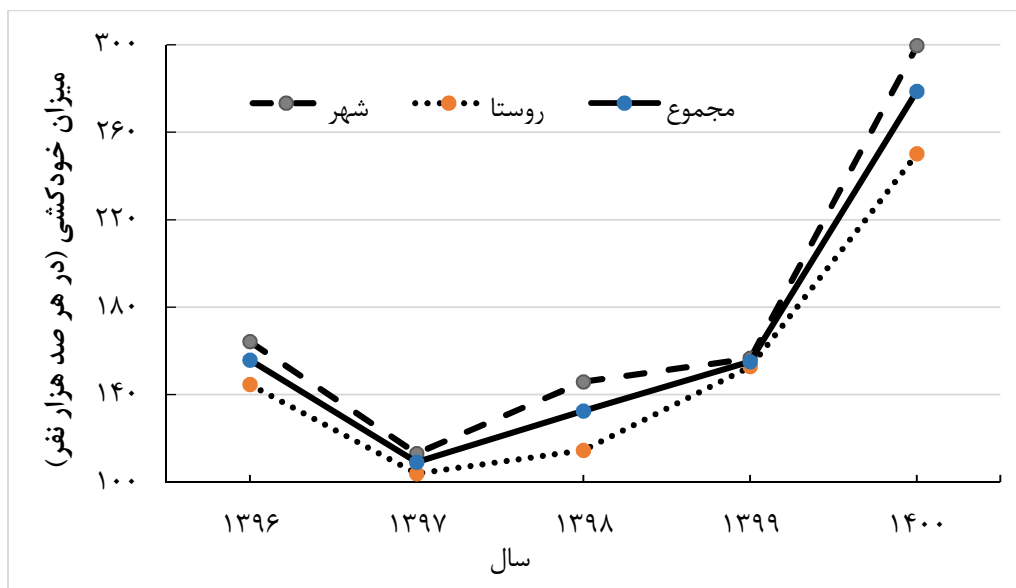 میزان خودکشی (در هر صد هزار نفر)
۳۰۰
۲۶۰
۲۲۰
۱۸۰
۱۴۰
۱۰۰
شهر
روستا
مجموع
۱۳۹۶
۱۳۹۷
۱۳۹۸
۱۳۹۹
۱۴۰۰
سال